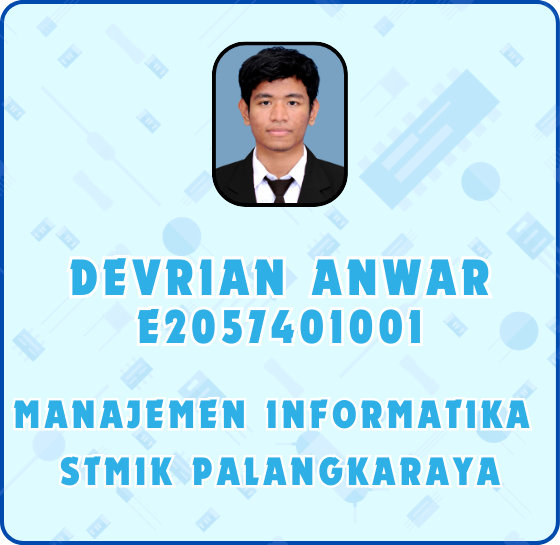 DEVRIAN ANWAR
E2057401001
MANAJEMEN INFORMATIKA
STMIK PALANGKARAYA